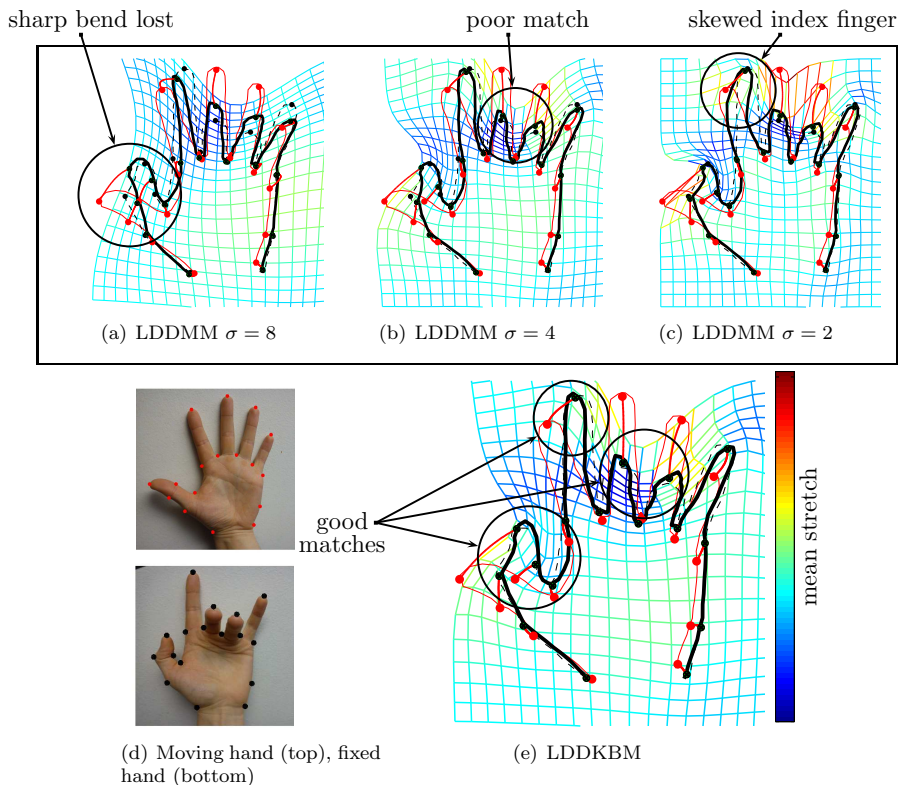 sharp bend lost
poor match
skewed index finger
(a) LDDMM σ = 8
(b) LDDMM σ = 4
(c) LDDMM σ = 2
good
matches
mean stretch
(d) Moving hand (top), fixed
hand (bottom)
(e) LDDKBM